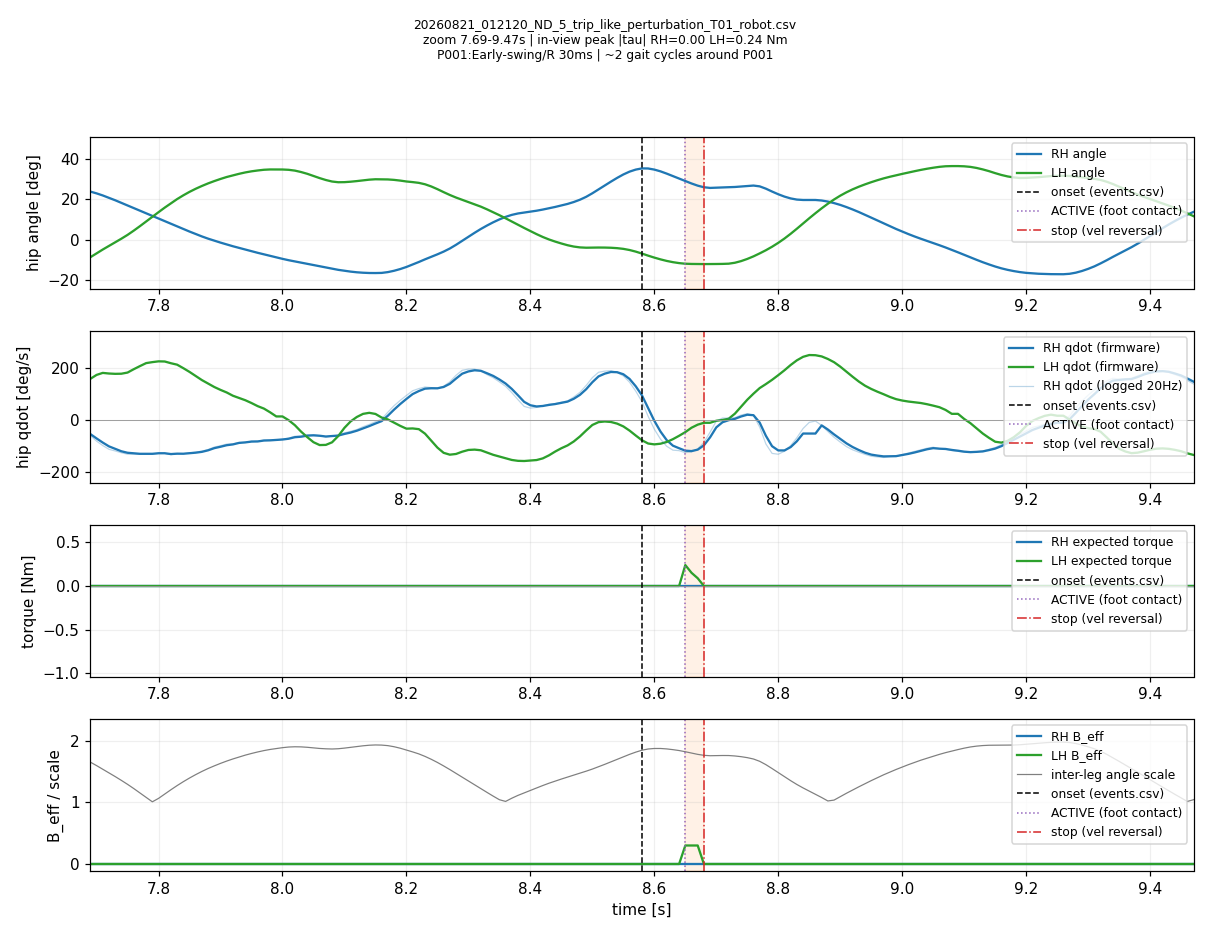 20260821_012120_ND_5_trip_like_perturbation_T01_robot.csv
zoom 7.69-9.47s | in-view peak |tau| RH=0.00 LH=0.24 Nm
P001:Early-swing/R 30ms | ~2 gait cycles around P001
hip angle [deg]
40
20
0
−20
RH angle
LH angle
onset (events.csv)
ACTIVE (foot contact)
stop (vel reversal)
7.8 8.0 8.2 8.4 8.6 8.8 9.0 9.2 9.4
hip qdot [deg/s]
200
0
−200
RH qdot (firmware)
LH qdot (firmware)
RH qdot (logged 20Hz)
onset (events.csv)
ACTIVE (foot contact)
stop (vel reversal)
7.8 8.0 8.2 8.4 8.6 8.8 9.0 9.2 9.4
torque [Nm]
0.5
0.0
−0.5
−1.0
RH expected torque
LH expected torque
onset (events.csv)
ACTIVE (foot contact)
stop (vel reversal)
7.8 8.0 8.2 8.4 8.6 8.8 9.0 9.2 9.4
B_eff / scale
2
1
0
RH B_eff
LH B_eff
inter-leg angle scale
onset (events.csv)
ACTIVE (foot contact)
stop (vel reversal)
7.8 8.0 8.2 8.4 8.6 8.8 9.0 9.2 9.4
time [s]